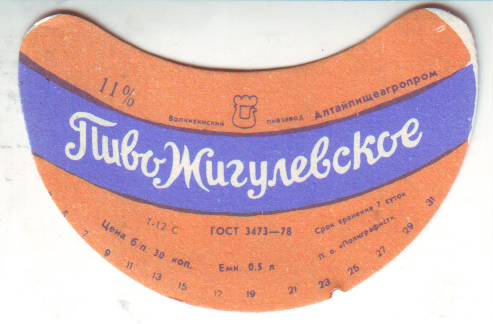 11%
Волчихинский пивзавод Алтайпищеагропром
Пиво Жигулевское
Т-12 С ГОСТ 3473—78 Срок хранения 7 суток
Цена б/п. 30 коп. Емк. 0.5 л П. о. «Полиграфист»
5 7 9 11 13 15 17 19 21 23 25 27 29 31